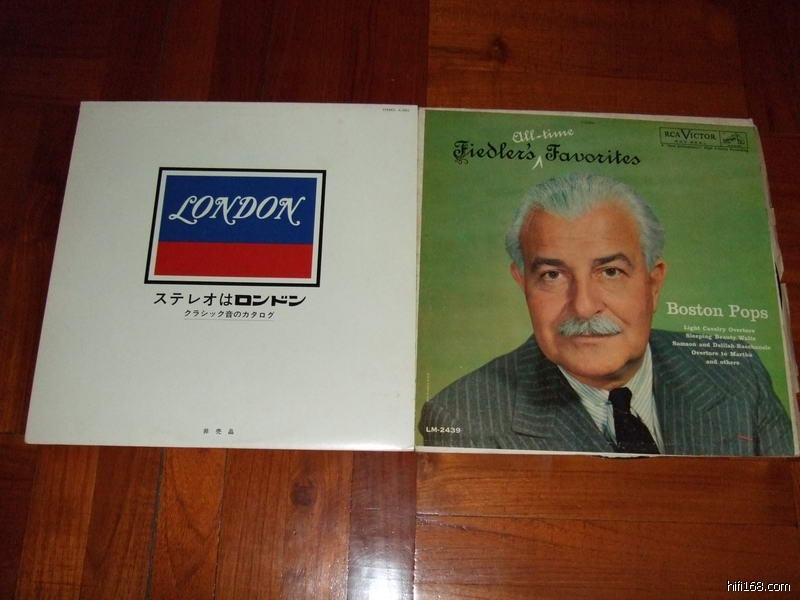 LONDON
ステレオはロンドン
クラシック音のカタログ
非売品
All-time
Fiedler's Favorites
RCA VICTOR
Boston Pops
Light Cavalry Overture
Sleeping Beauty Waltz
Samson and Delilah-Bacchanale
Overture to Martha
and others
LM-2439
hifi168.com